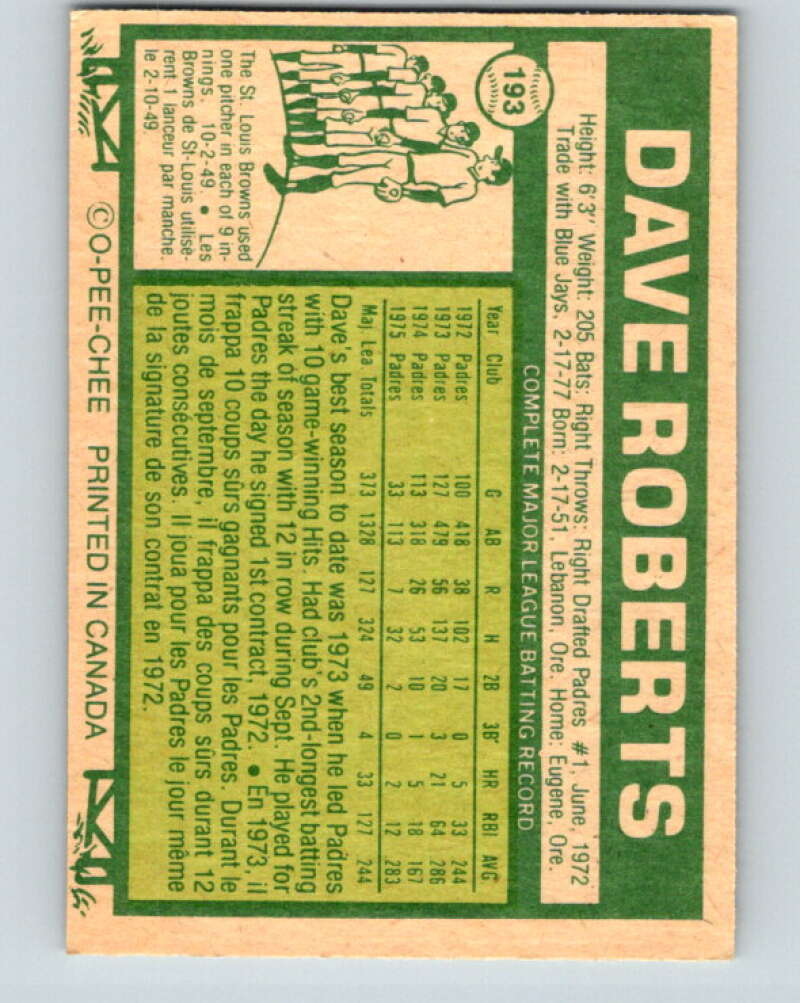 193
DAVE ROBERTS
Height: 6'3" Weight: 205 Bats: Right Throws: Right Drafted Padres #1, June, 1972
Trade with Blue Jays. 2-17-77 Born: 2-17-51, Lebanon, Ore. Home: Eugene, Ore.
COMPLETE MAJOR LEAGUE BATTING RECORD
Year Club G AB R H 2B 3B HR RBI AVG
1972 Padres 100 418 38 102 17 0 5 33 244
1973 Padres 127 479 56 137 20 3 21 64 286
1974 Padres 113 318 26 53 10 1 5 18 167
1975 Padres 33 113 7 32 2 0 2 12 283
Maj. Lea Totals 373 1328 127 324 49 4 33 127 244
Dave's best season to date was 1973 when he led Padres
with 10 game-winning Hits. Had club's 2nd-longest batting
streak of season with 12 in row during Sept. He played for
Padres the day he signed 1st contract, 1972. • En 1973, il
frappa 10 coups sûrs gagnants pour les Padres. Durant le
mois de septembre, il frappa des coups sûrs durant 12
joutes consécutives. Il joua pour les Padres le jour même
de la signature de son contrat en 1972.
The St. Louis Browns used
one pitcher in each of 9 in-
nings. 10-2-49. • Les
Browns de St-Louis utilisè-
rent 1 lanceur par manche.
le 2-10-49.
©O-PEE-CHEE PRINTED IN CANADA